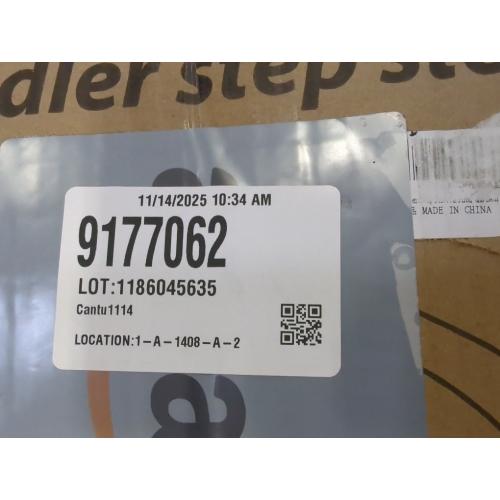 dler step st
11/14/2025 10:34 AM
9177062
LOT:1186045635
Cantu1114
LOCATION:1-A-1408-A-2
MADE IN CHINA
a